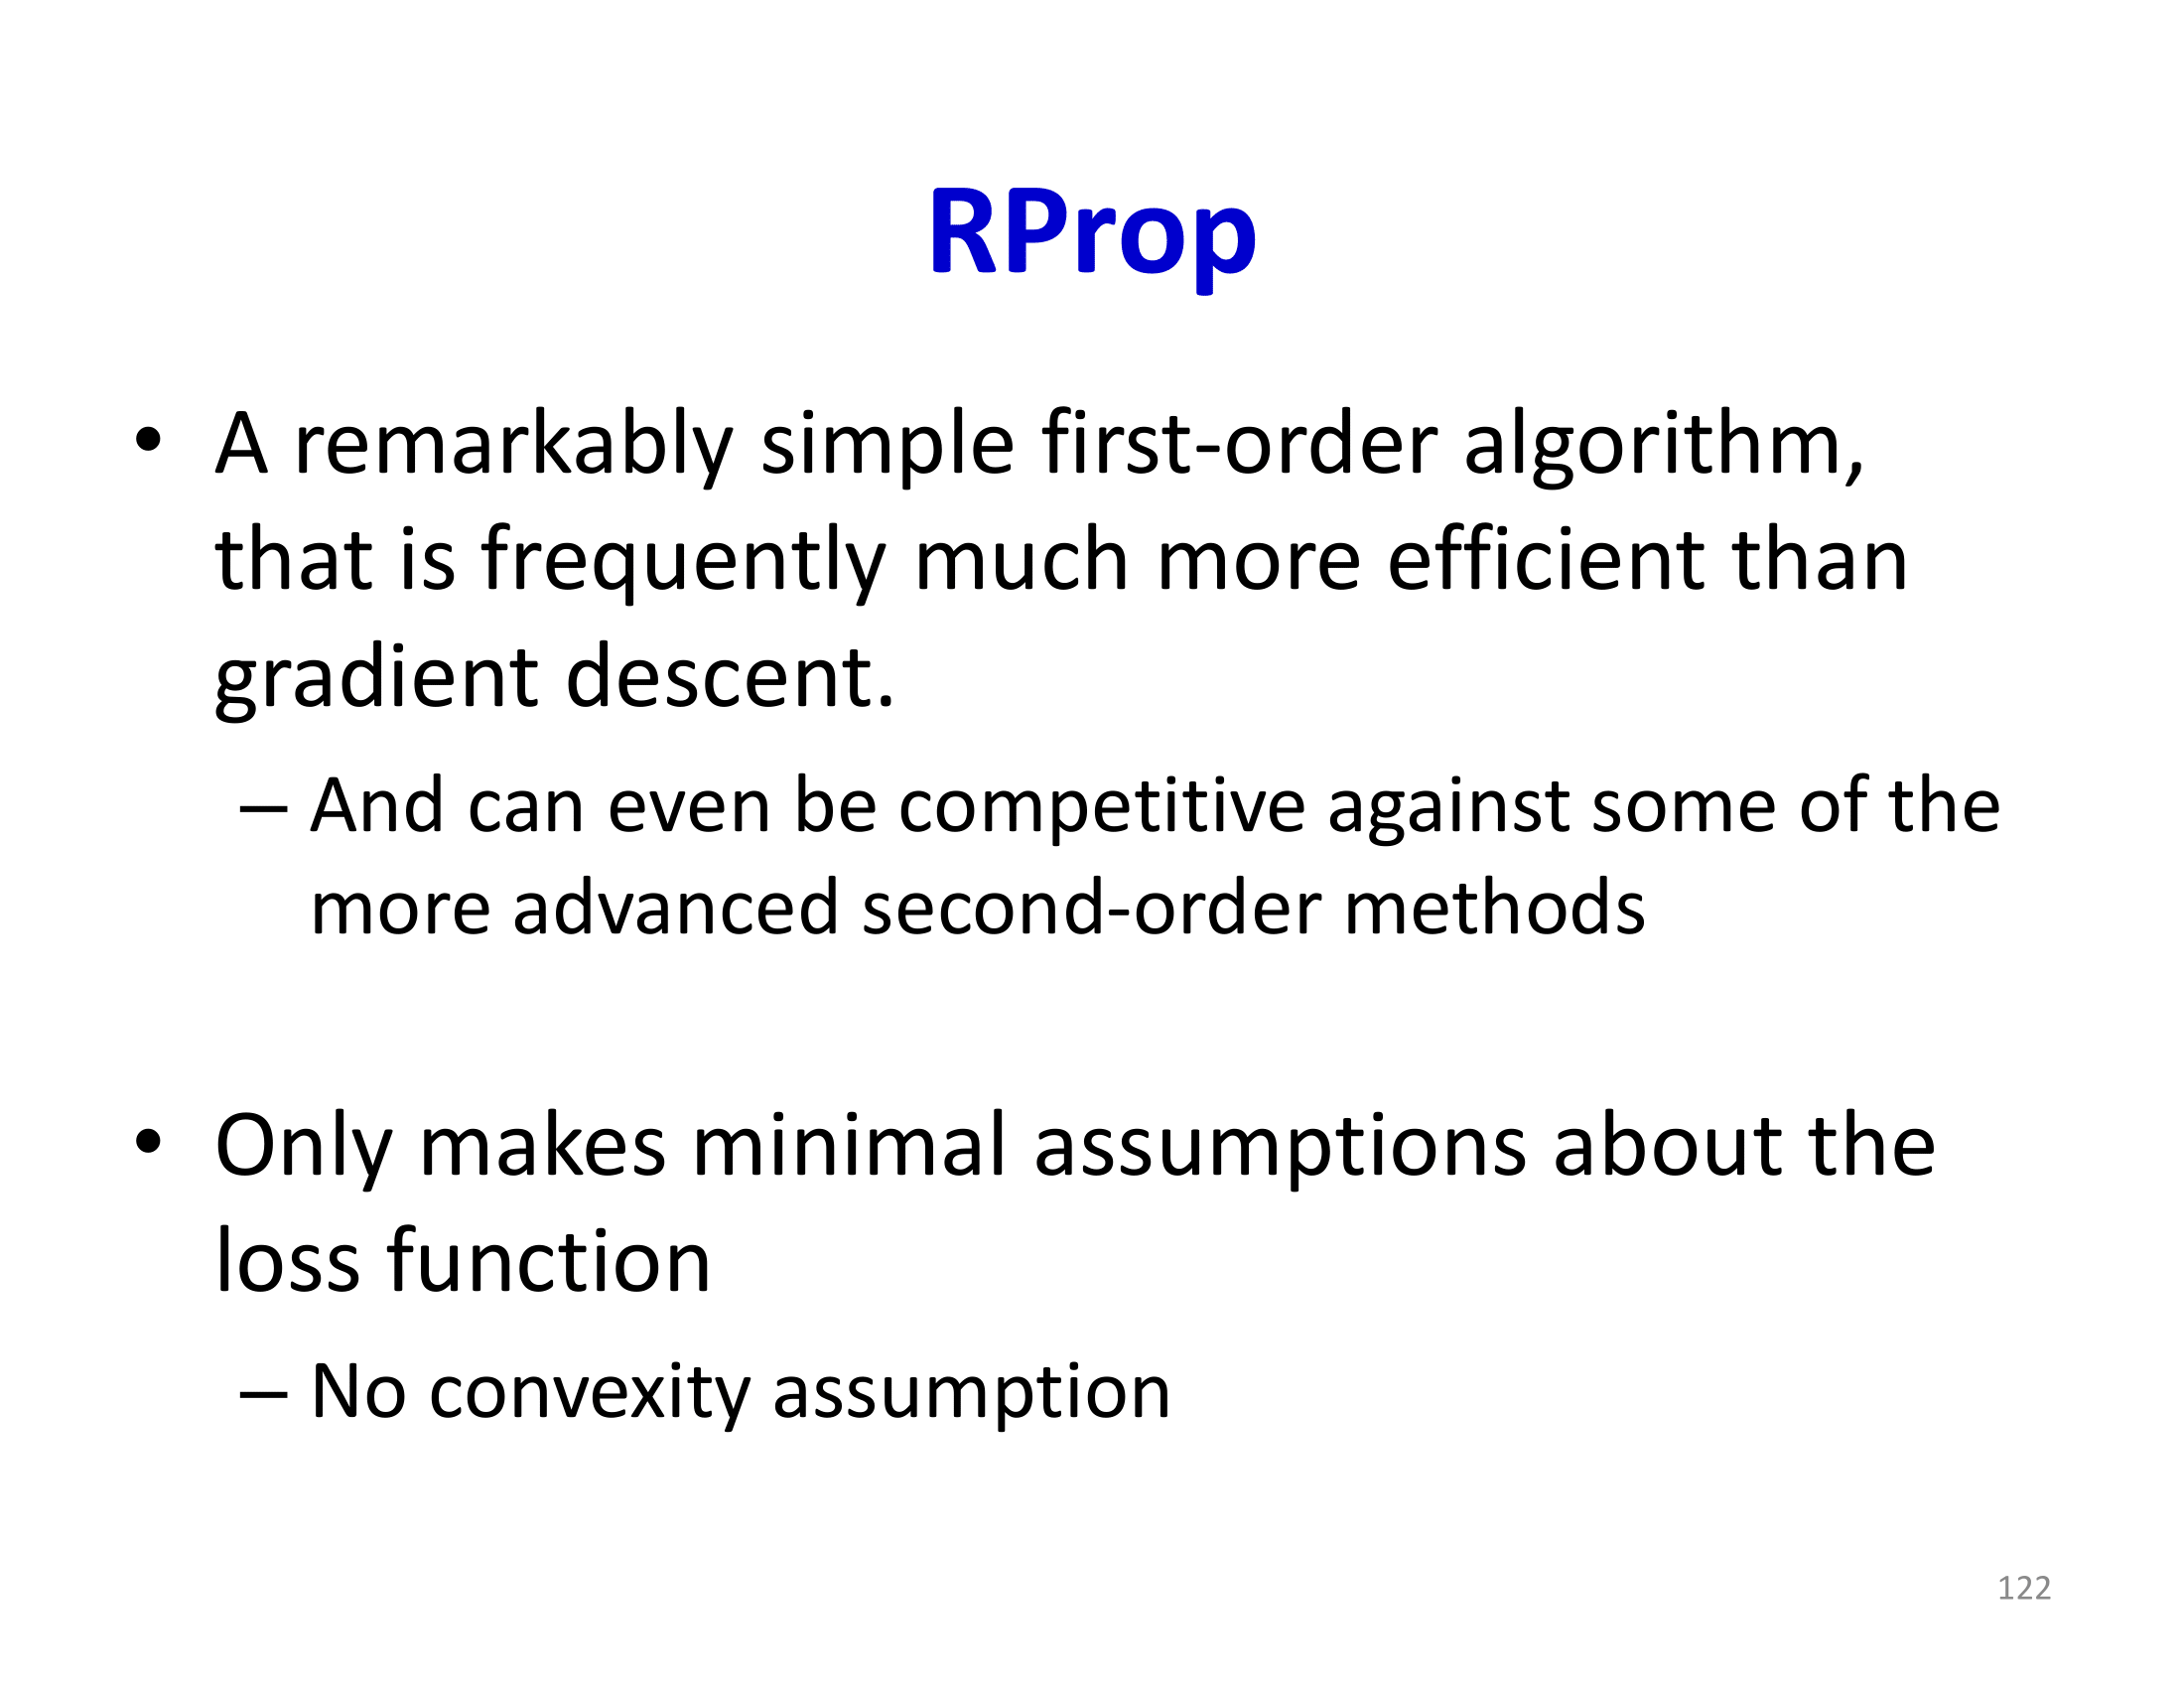 RProp
• A remarkably simple first-order algorithm,
that is frequently much more efficient than
gradient descent.
– And can even be competitive against some of the
more advanced second-order methods
• Only makes minimal assumptions about the
loss function
– No convexity assumption
122